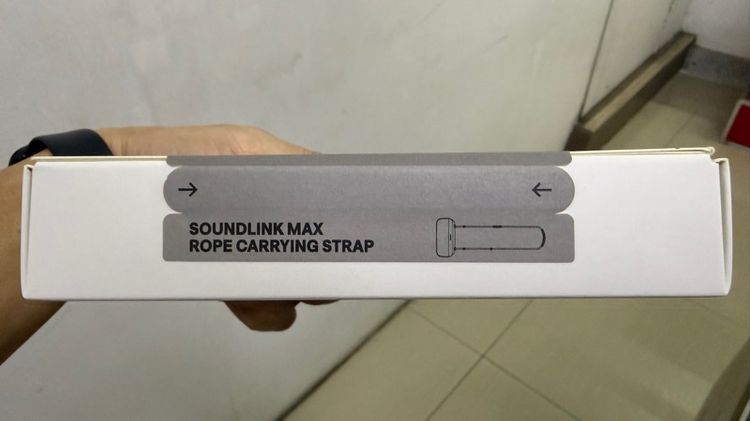 SOUNDLINK MAX
ROPE CARRYING STRAP